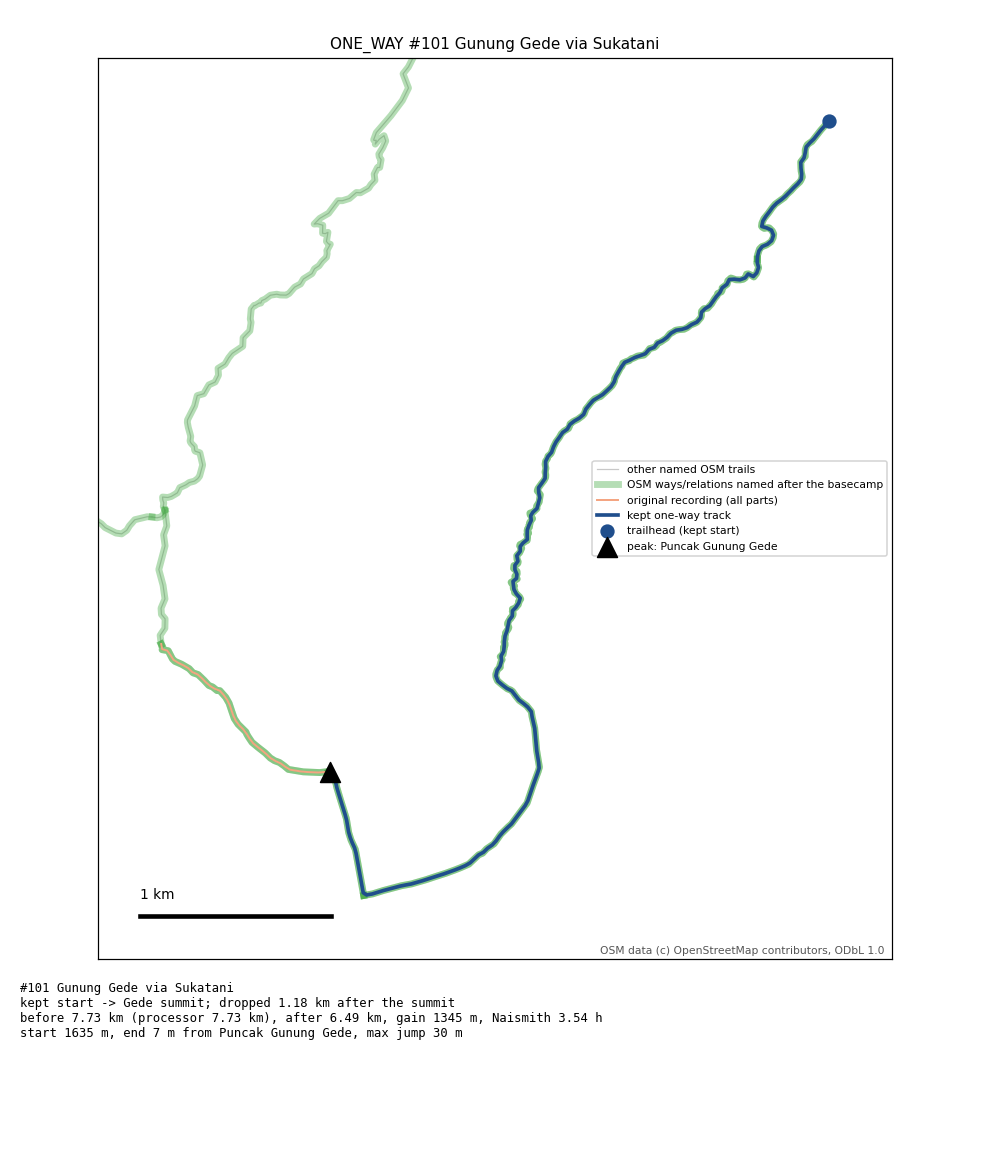 ONE_WAY #101 Gunung Gede via Sukatani
other named OSM trails
OSM ways/relations named after the basecamp
original recording (all parts)
kept one-way track
trailhead (kept start)
peak: Puncak Gunung Gede
1 km
OSM data (c) OpenStreetMap contributors, ODbL 1.0
#101 Gunung Gede via Sukatani
kept start -> Gede summit; dropped 1.18 km after the summit
before 7.73 km (processor 7.73 km), after 6.49 km, gain 1345 m, Naismith 3.54 h
start 1635 m, end 7 m from Puncak Gunung Gede, max jump 30 m